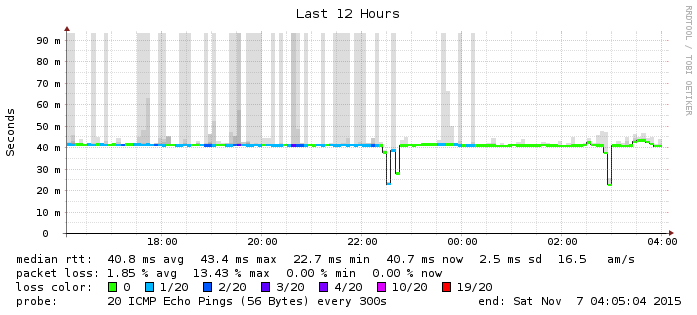 Last 12 Hours
RRDTOOL / TOBI OETIKER
Seconds
90 m
80 m
70 m
60 m
50 m
40 m
30 m
20 m
10 m
0
18:00 20:00 22:00 00:00 02:00 04:00
median rtt: 40.8 ms avg 43.4 ms max 22.7 ms min 40.7 ms now 2.5 ms sd 16.5 am/s
packet loss: 1.85 % avg 13.43 % max 0.00 % min 0.00 % now
loss color: 0 1/20 2/20 3/20 4/20 10/20 19/20
probe: 20 ICMP Echo Pings (56 Bytes) every 300s end: Sat Nov 7 04:05:04 2015